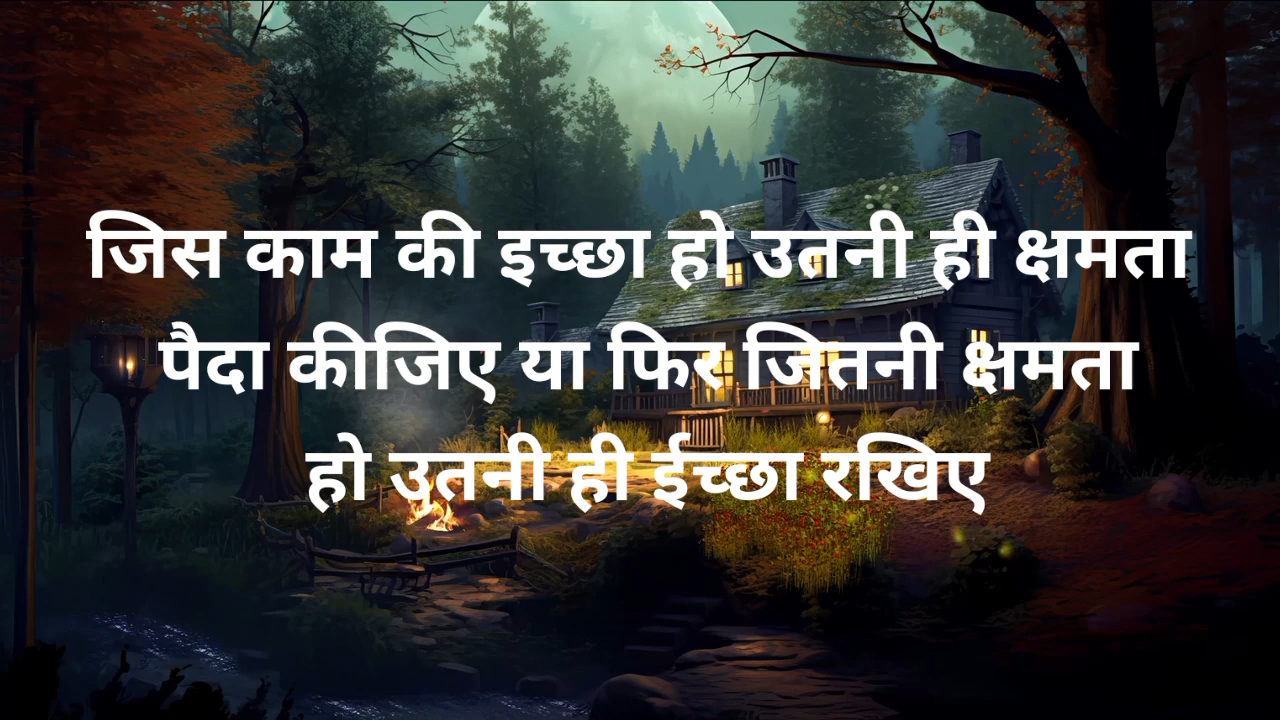 जिस काम की इच्छा हो उतनी ही क्षमता
पैदा कीजिए या फिर जितनी क्षमता
हो उतनी ही ईच्छा रखिए